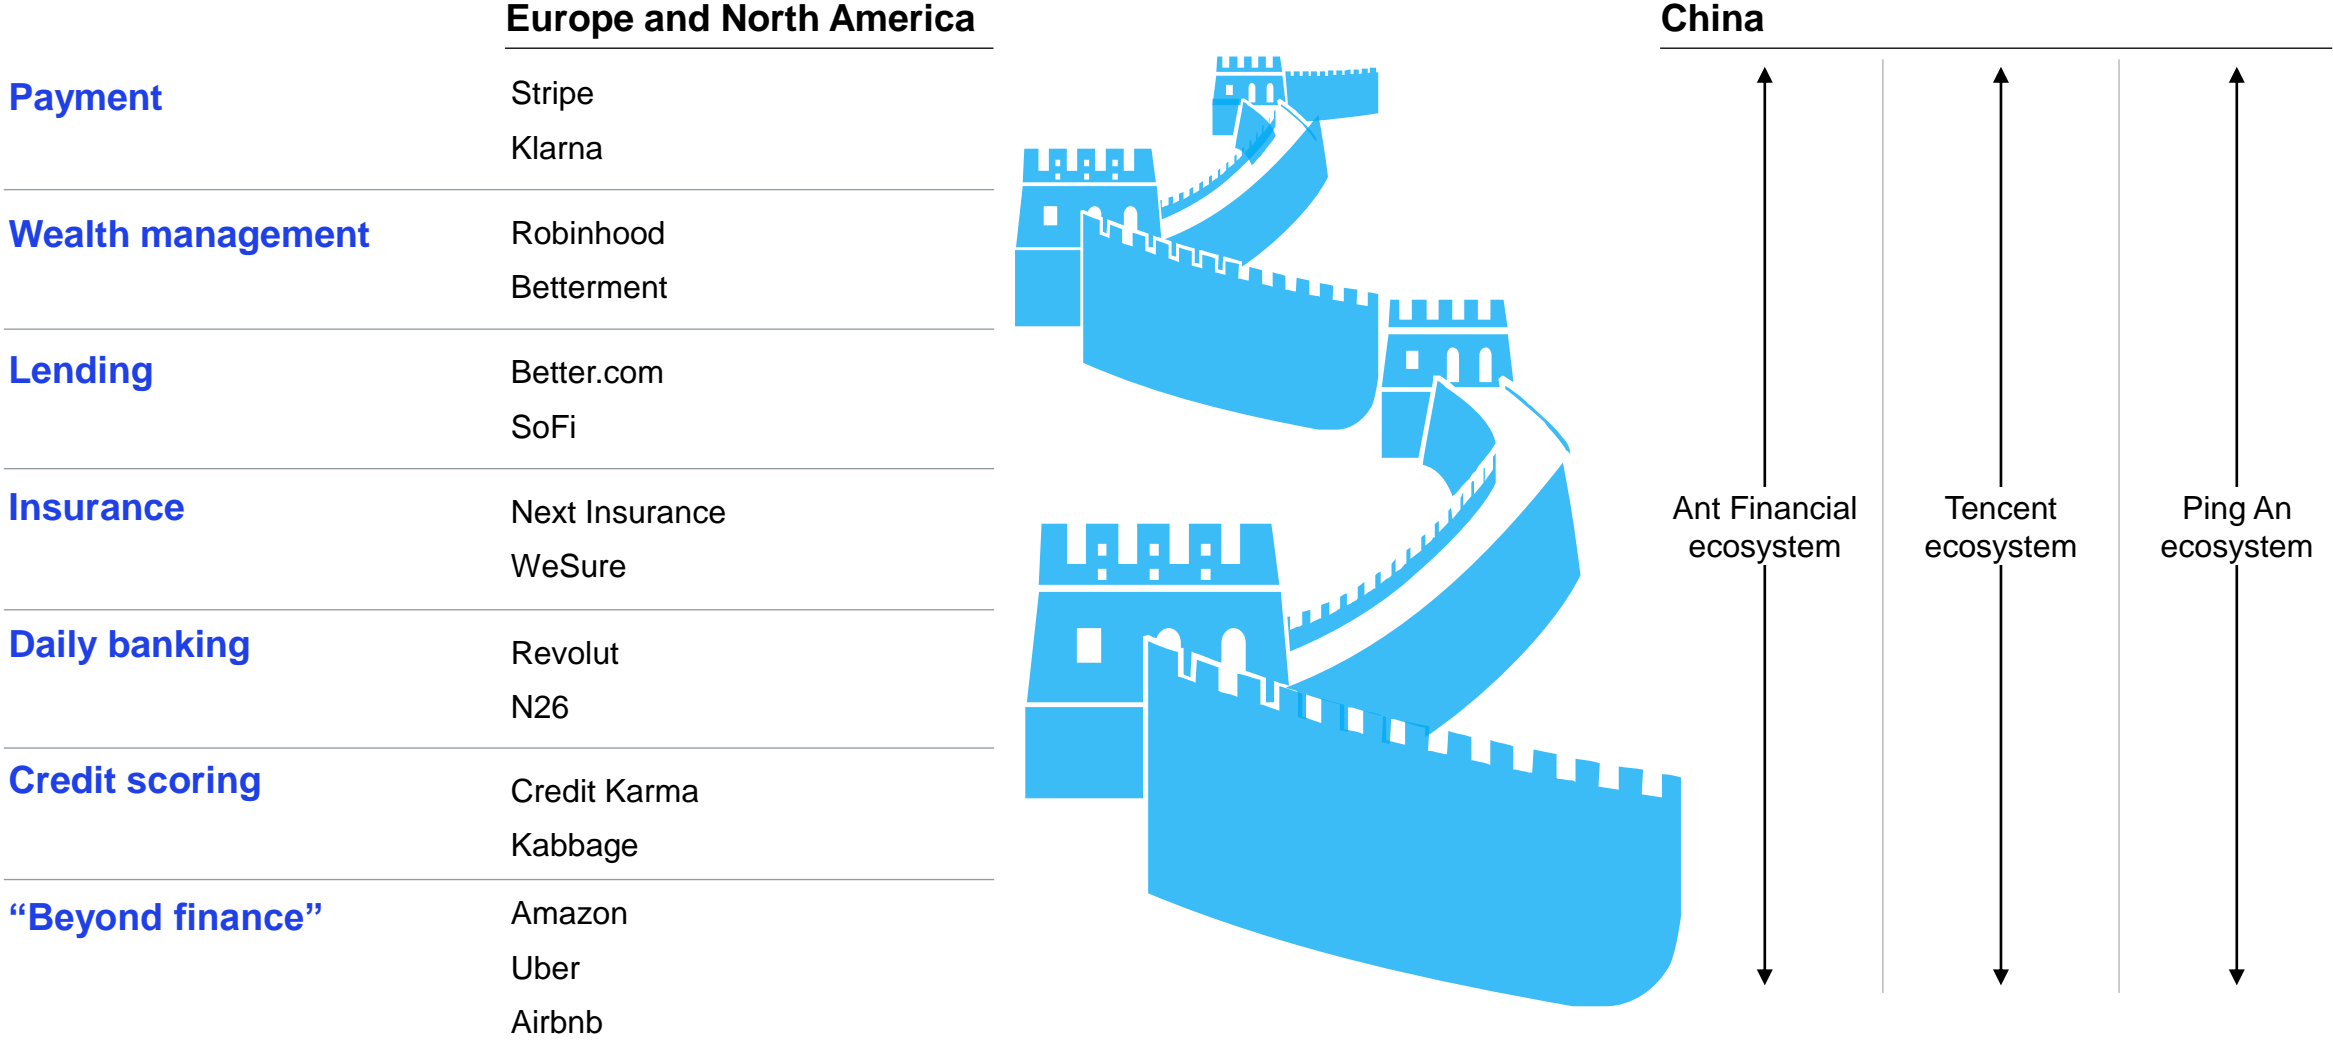 Europe and North America
China
Payment
Stripe
Klarna
Wealth management
Robinhood
Betterment
Lending
Better.com
SoFi
Insurance
Next Insurance
WeSure
Daily banking
Revolut
N26
Credit scoring
Credit Karma
Kabbage
“Beyond finance”
Amazon
Uber
Airbnb
Ant Financial
ecosystem
Tencent
ecosystem
Ping An
ecosystem